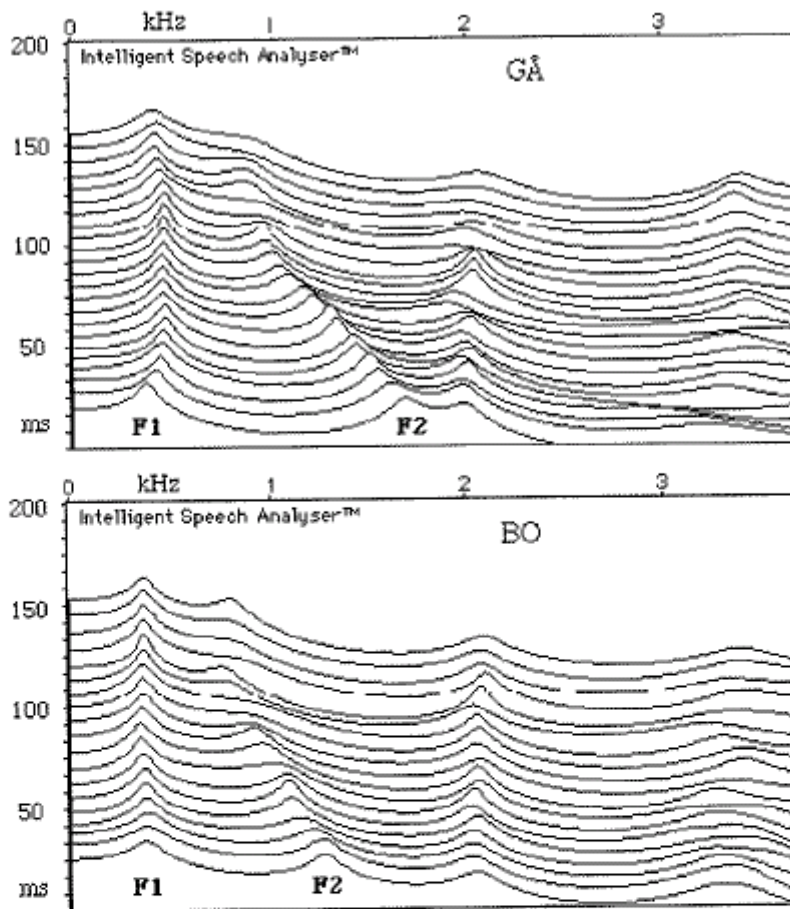 0 kHz 1 2 3
200
Intelligent Speech Analyser™
GÅ
150
100
50
ms F1 F2
0 kHz 1 2 3
200
Intelligent Speech Analyser™
BO
150
100
50
ms F1 F2